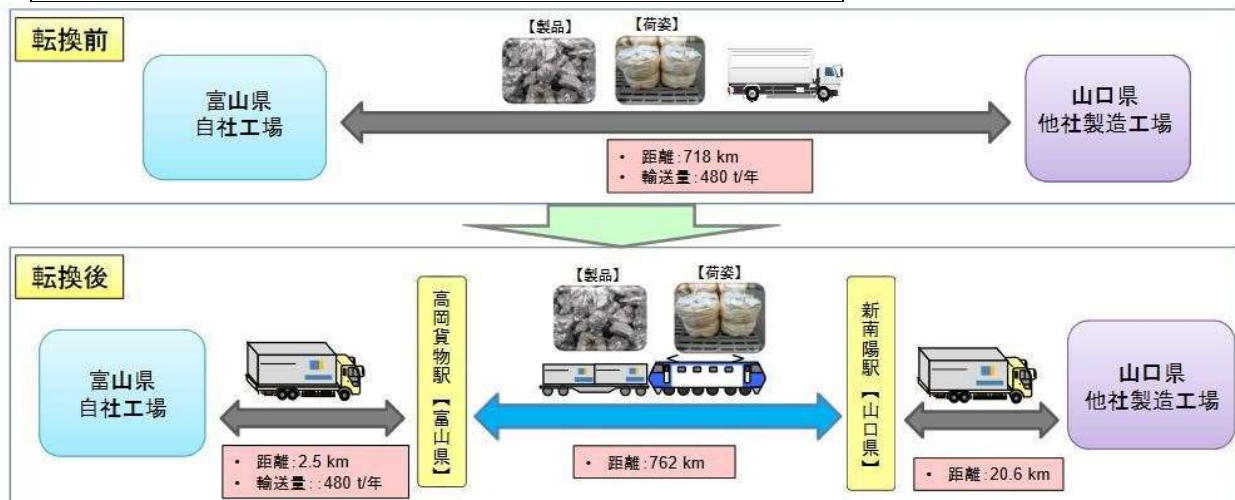 転換前
【製品】
【荷姿】
富山県
自社工場
山口県
他社製造工場
• 距離:718 km
• 輸送量:480 t/年
転換後
【製品】
【荷姿】
富山県
自社工場
高岡貨物駅【富山県】
新南陽駅【山口県】
山口県
他社製造工場
• 距離:2.5 km
• 輸送量::480 t/年
• 距離:762 km
• 距離:20.6 km